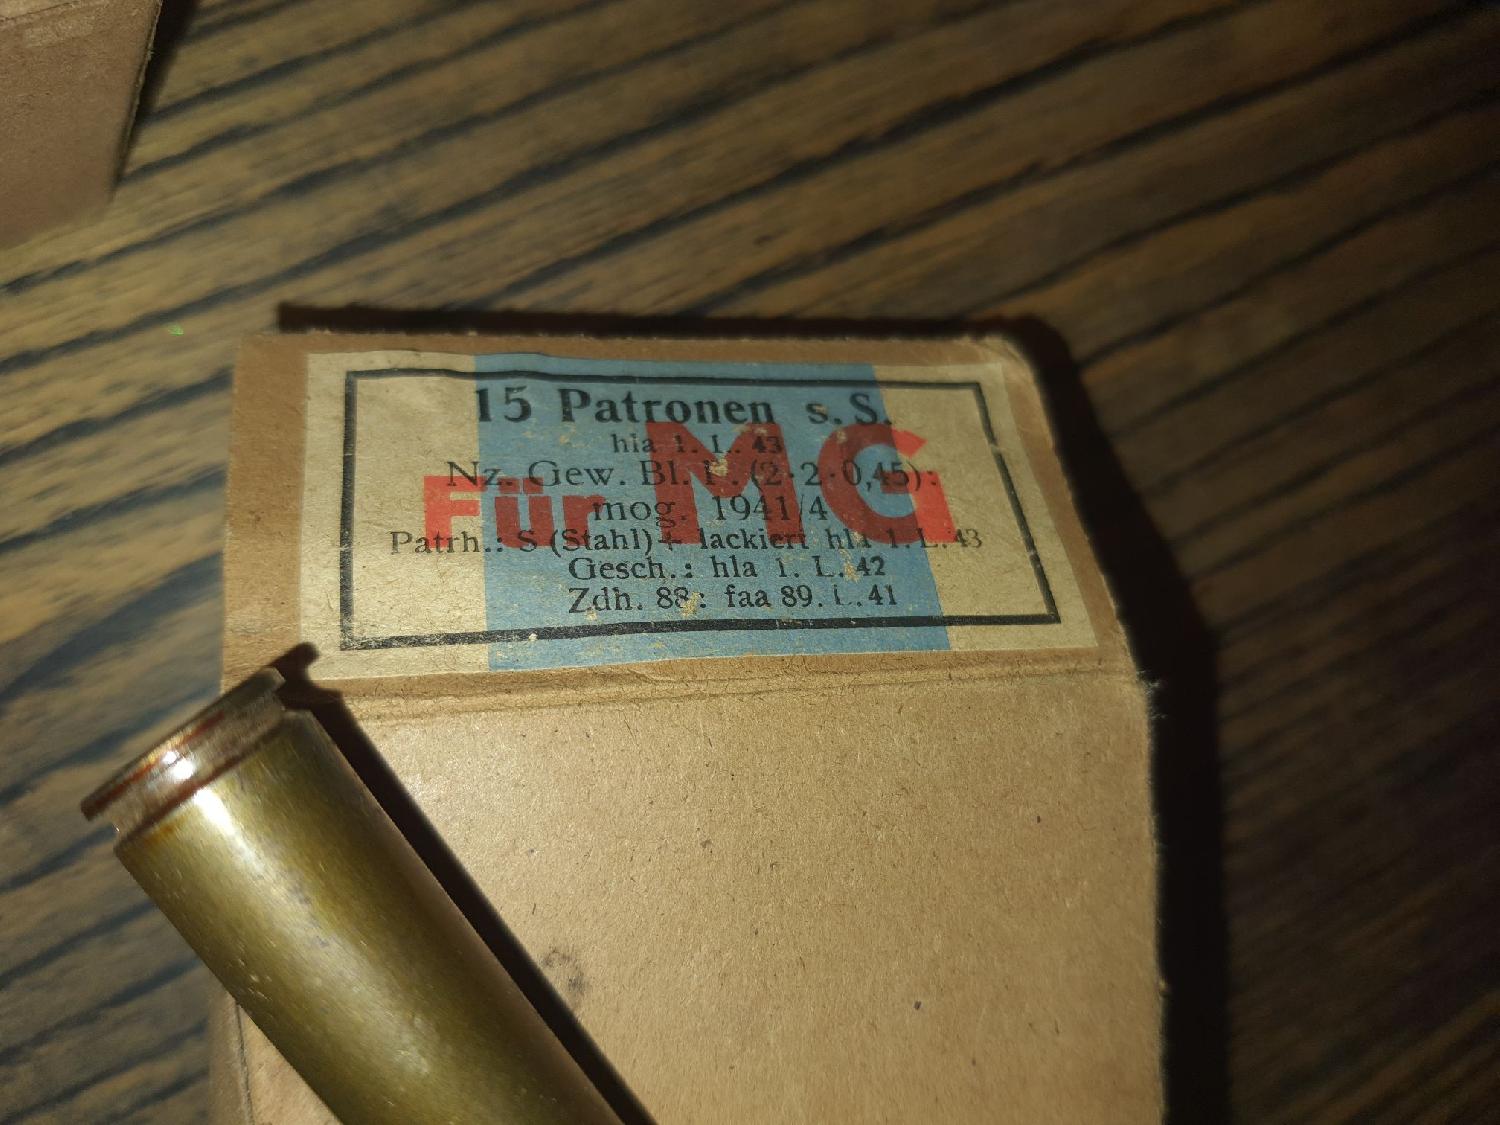 15 Patronen s. S.
hla 1. L. 43
Nz. Gew. Bl. P. (2·2·0,45):
Für MG
mog. 1941/4
Patrh.: S (Stahl)+ lackiert hla 1. L. 43
Gesch.: hla 1. L. 42
Zdh. 88: faa 89. L. 41